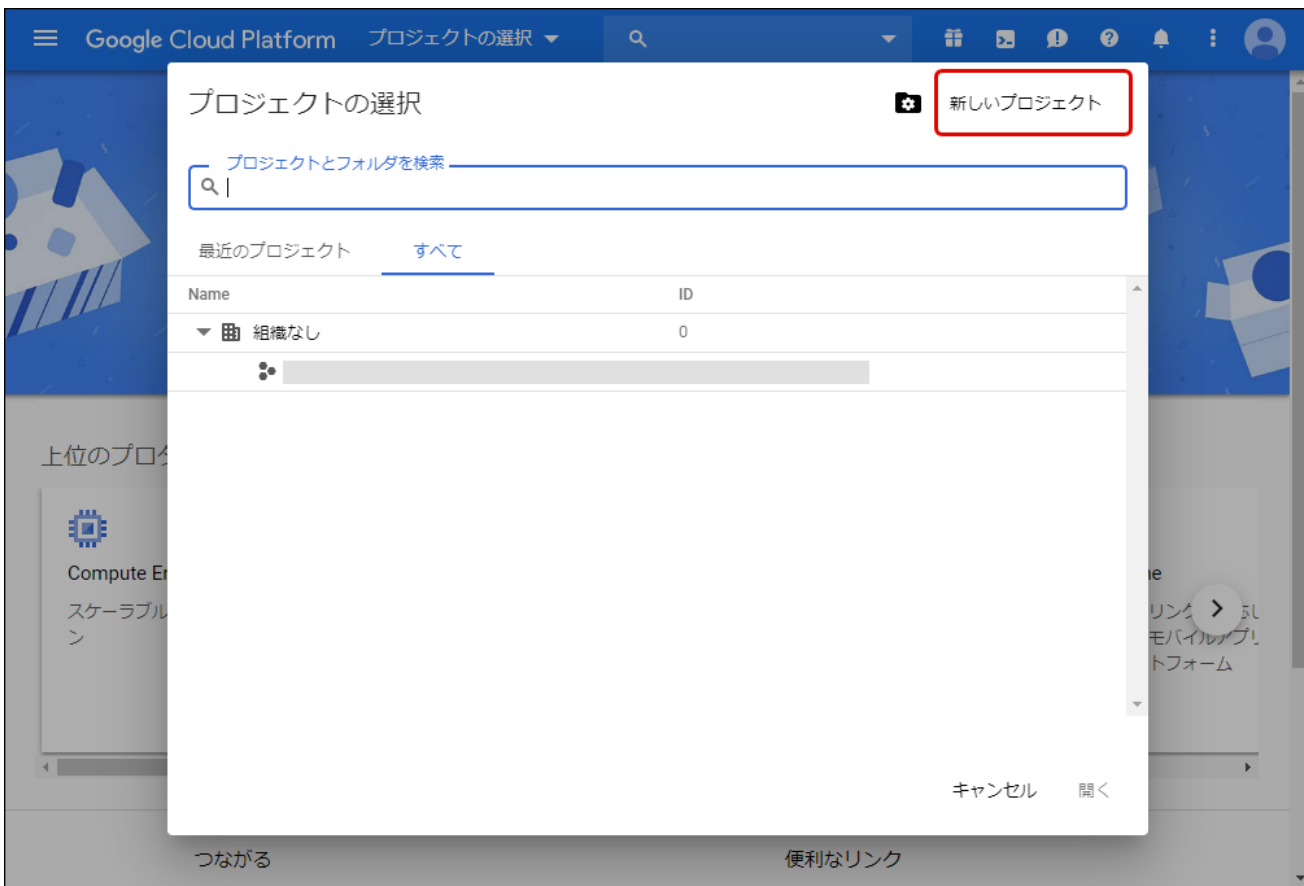 Google Cloud Platform プロジェクトの選択
プロジェクトの選択
新しいプロジェクト
プロジェクトとフォルダを検索
最近のプロジェクト すべて
Name ID
組織なし 0
上位のプロ
Compute En
スケーラブル
ン
ne
リング
モバイルアプリ
トフォーム
キャンセル 開く
つながる 便利なリンク